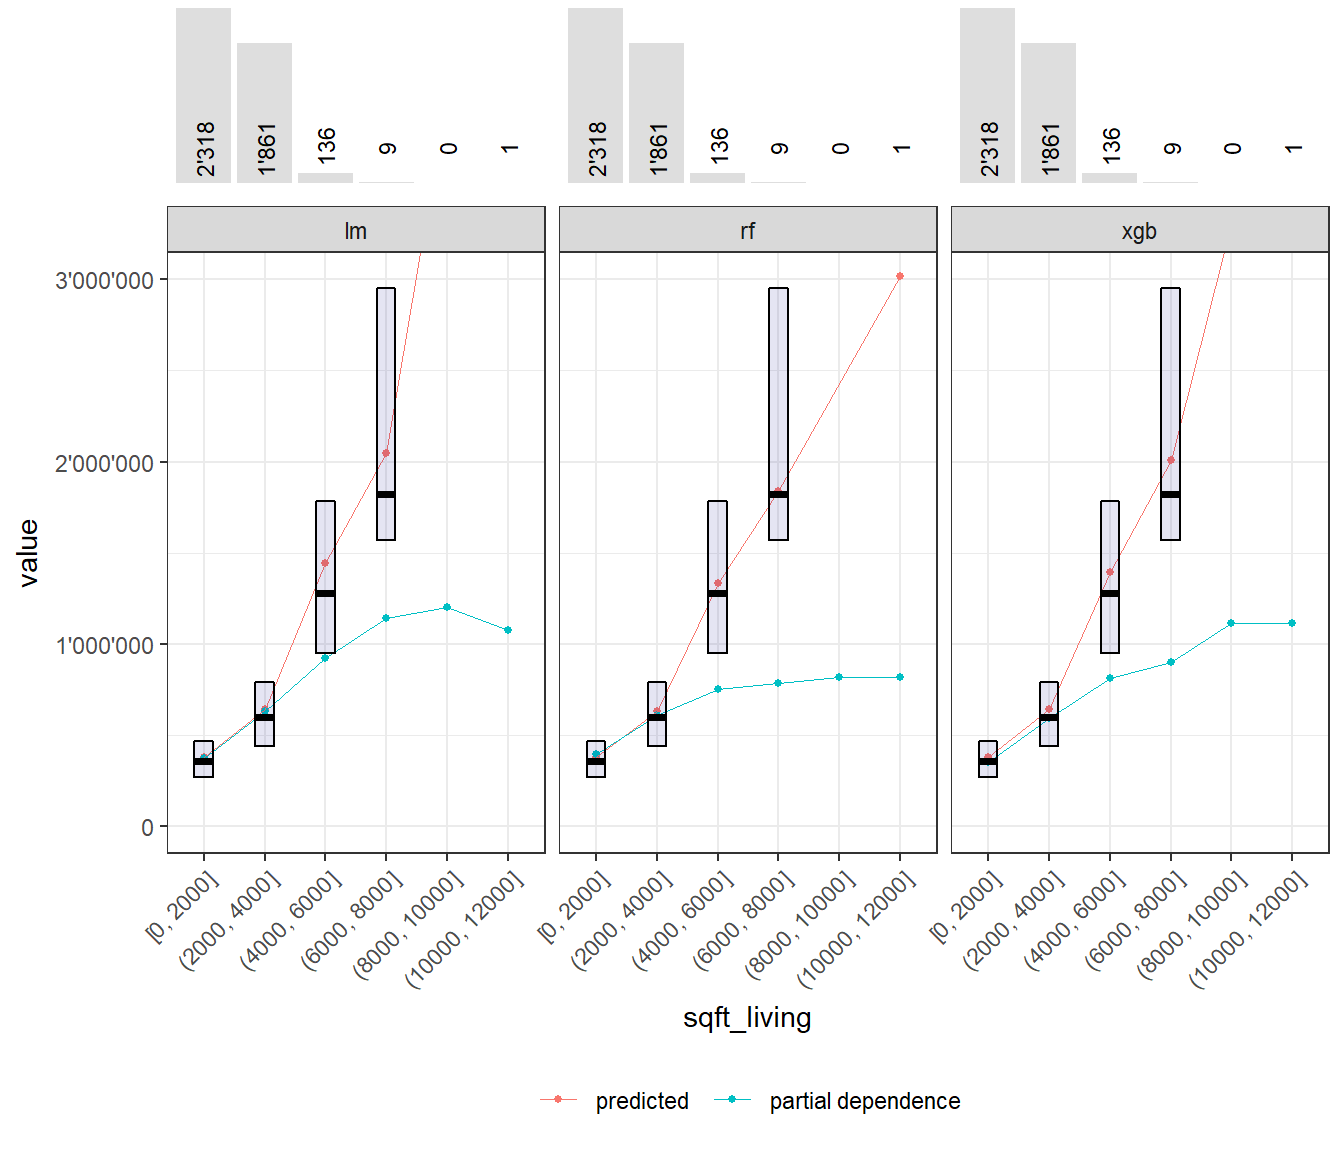 2'318 1'861 136 9 0 1 2'318 1'861 136 9 0 1 2'318 1'861 136 9 0 1
lm rf xgb
3'000'000
2'000'000
1'000'000
0
value
[0, 2000] (2000, 4000] (4000, 6000] (6000, 8000] (8000, 10000] (10000, 12000] [0, 2000] (2000, 4000] (4000, 6000] (6000, 8000] (8000, 10000] (10000, 12000] [0, 2000] (2000, 4000] (4000, 6000] (6000, 8000] (8000, 10000] (10000, 12000]
sqft_living
predicted partial dependence